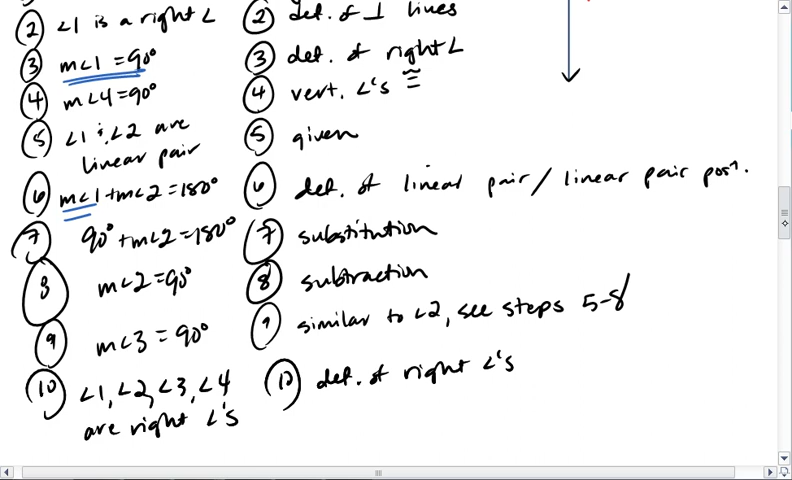 ② ∠1 is a right ∠ ② def. of ⊥ lines
③ m∠1 = 90° ③ def. of right ∠
④ m∠4 = 90° ④ vert. ∠'s ≅
⑤ ∠1 & ∠2 are ⑤ given
linear pair
⑥ m∠1 + m∠2 = 180° ⑥ def. of linear pair / linear pair post.
⑦ 90° + m∠2 = 180° ⑦ substitution
⑧ m∠2 = 90° ⑧ subtraction
⑨ m∠3 = 90° ⑨ similar to ∠2, see steps 5-8
⑩ ∠1, ∠2, ∠3, ∠4 ⑩ def. of right ∠'s
are right ∠'s